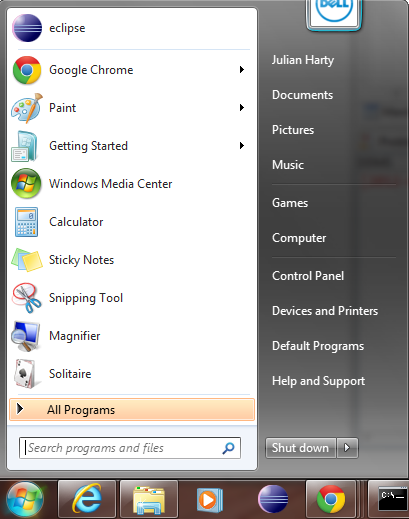 eclipse
Google Chrome
Paint
Getting Started
Windows Media Center
Calculator
Sticky Notes
Snipping Tool
Magnifier
Solitaire
All Programs
Search programs and files
DELL
Julian Harty
Documents
Pictures
Music
Games
Computer
Control Panel
Devices and Printers
Default Programs
Help and Support
Shut down
C:\